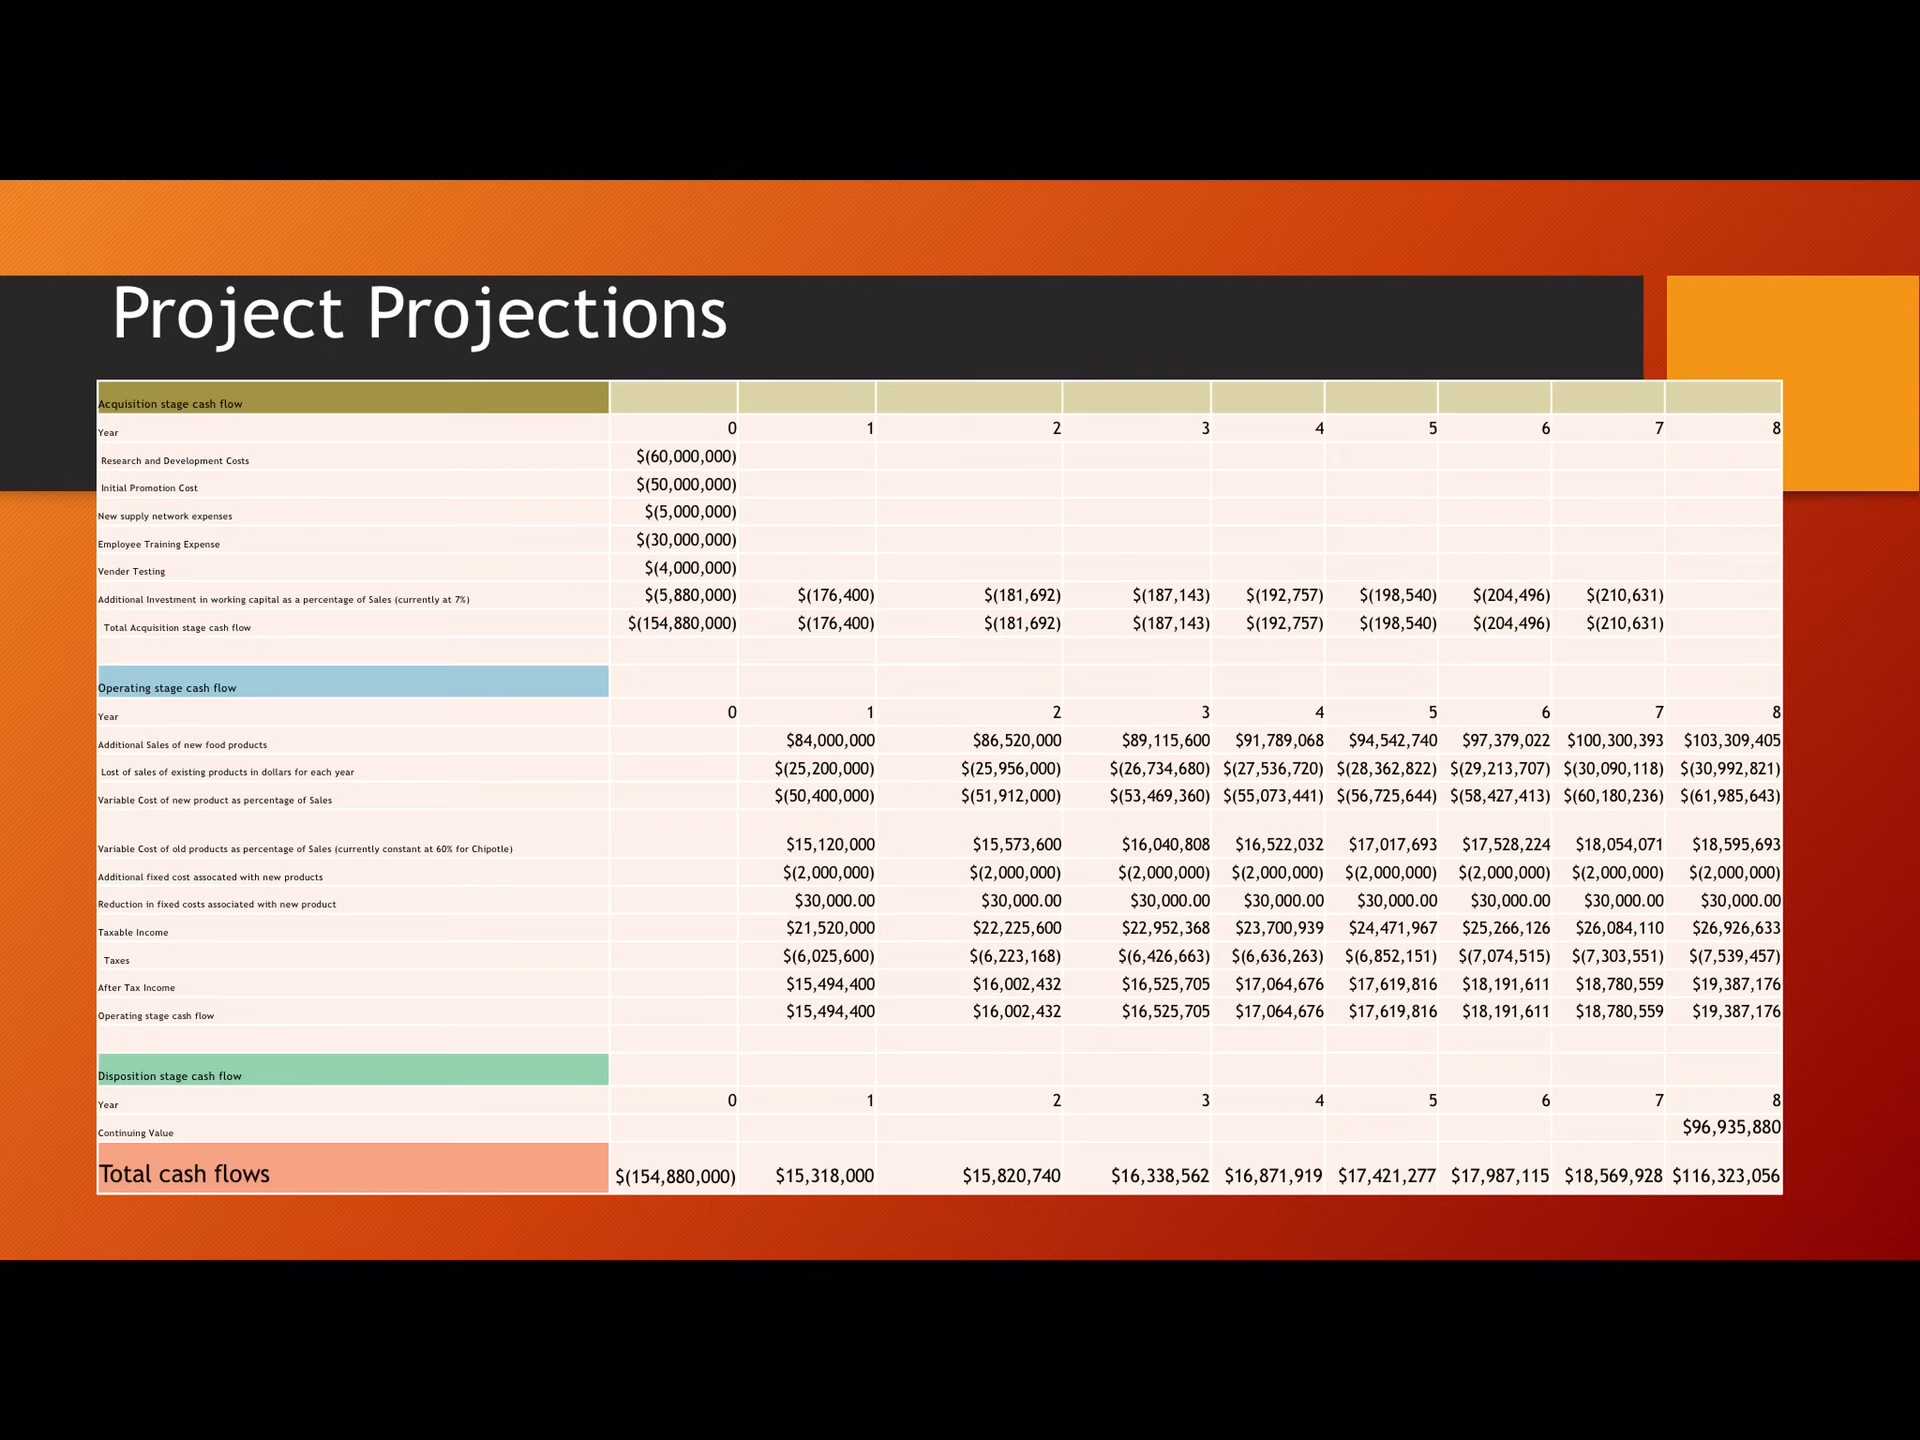 Project Projections
Acquisition stage cash flow
Year 0 1 2 3 4 5 6 7 8
Research and Development Costs $(60,000,000)
Initial Promotion Cost $(50,000,000)
New supply network expenses $(5,000,000)
Employee Training Expense $(30,000,000)
Vender Testing $(4,000,000)
Additional Investment in working capital as a percentage of Sales (currently at 7%) $(5,880,000) $(176,400) $(181,692) $(187,143) $(192,757) $(198,540) $(204,496) $(210,631)
Total Acquisition stage cash flow $(154,880,000) $(176,400) $(181,692) $(187,143) $(192,757) $(198,540) $(204,496) $(210,631)
Operating stage cash flow
Year 0 1 2 3 4 5 6 7 8
Additional Sales of new food products $84,000,000 $86,520,000 $89,115,600 $91,789,068 $94,542,740 $97,379,022 $100,300,393 $103,309,405
Lost of sales of existing products in dollars for each year $(25,200,000) $(25,956,000) $(26,734,680) $(27,536,720) $(28,362,822) $(29,213,707) $(30,090,118) $(30,992,821)
Variable Cost of new product as percentage of Sales $(50,400,000) $(51,912,000) $(53,469,360) $(55,073,441) $(56,725,644) $(58,427,413) $(60,180,236) $(61,985,643)
Variable Cost of old products as percentage of Sales (currently constant at 60% for Chipotle) $15,120,000 $15,573,600 $16,040,808 $16,522,032 $17,017,693 $17,528,224 $18,054,071 $18,595,693
Additional fixed cost assocated with new products $(2,000,000) $(2,000,000) $(2,000,000) $(2,000,000) $(2,000,000) $(2,000,000) $(2,000,000) $(2,000,000)
Reduction in fixed costs associated with new product $30,000.00 $30,000.00 $30,000.00 $30,000.00 $30,000.00 $30,000.00 $30,000.00 $30,000.00
Taxable Income $21,520,000 $22,225,600 $22,952,368 $23,700,939 $24,471,967 $25,266,126 $26,084,110 $26,926,633
Taxes $(6,025,600) $(6,223,168) $(6,426,663) $(6,636,263) $(6,852,151) $(7,074,515) $(7,303,551) $(7,539,457)
After Tax Income $15,494,400 $16,002,432 $16,525,705 $17,064,676 $17,619,816 $18,191,611 $18,780,559 $19,387,176
Operating stage cash flow $15,494,400 $16,002,432 $16,525,705 $17,064,676 $17,619,816 $18,191,611 $18,780,559 $19,387,176
Disposition stage cash flow
Year 0 1 2 3 4 5 6 7 8
Continuing Value $96,935,880
Total cash flows $(154,880,000) $15,318,000 $15,820,740 $16,338,562 $16,871,919 $17,421,277 $17,987,115 $18,569,928 $116,323,056